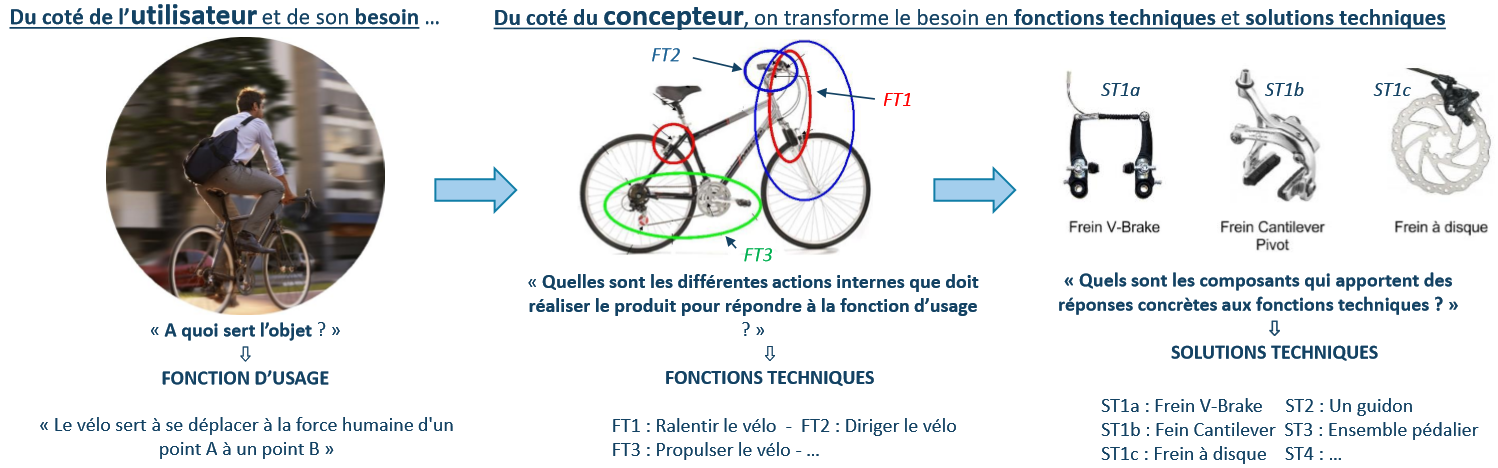 Du coté de l'utilisateur et de son besoin ...
« A quoi sert l'objet ? »
FONCTION D'USAGE
« Le vélo sert à se déplacer à la force humaine d'un
point A à un point B »
Du coté du concepteur, on transforme le besoin en fonctions techniques et solutions techniques
FT2
FT1
FT3
« Quelles sont les différentes actions internes que doit
réaliser le produit pour répondre à la fonction d'usage
? »
FONCTIONS TECHNIQUES
FT1 : Ralentir le vélo - FT2 : Diriger le vélo
FT3 : Propulser le vélo - ...
ST1a
ST1b
ST1c
Frein V-Brake
Frein Cantilever
Pivot
Frein à disque
« Quels sont les composants qui apportent des
réponses concrètes aux fonctions techniques ? »
SOLUTIONS TECHNIQUES
ST1a : Frein V-Brake ST2 : Un guidon
ST1b : Fein Cantilever ST3 : Ensemble pédalier
ST1c : Frein à disque ST4 : ...